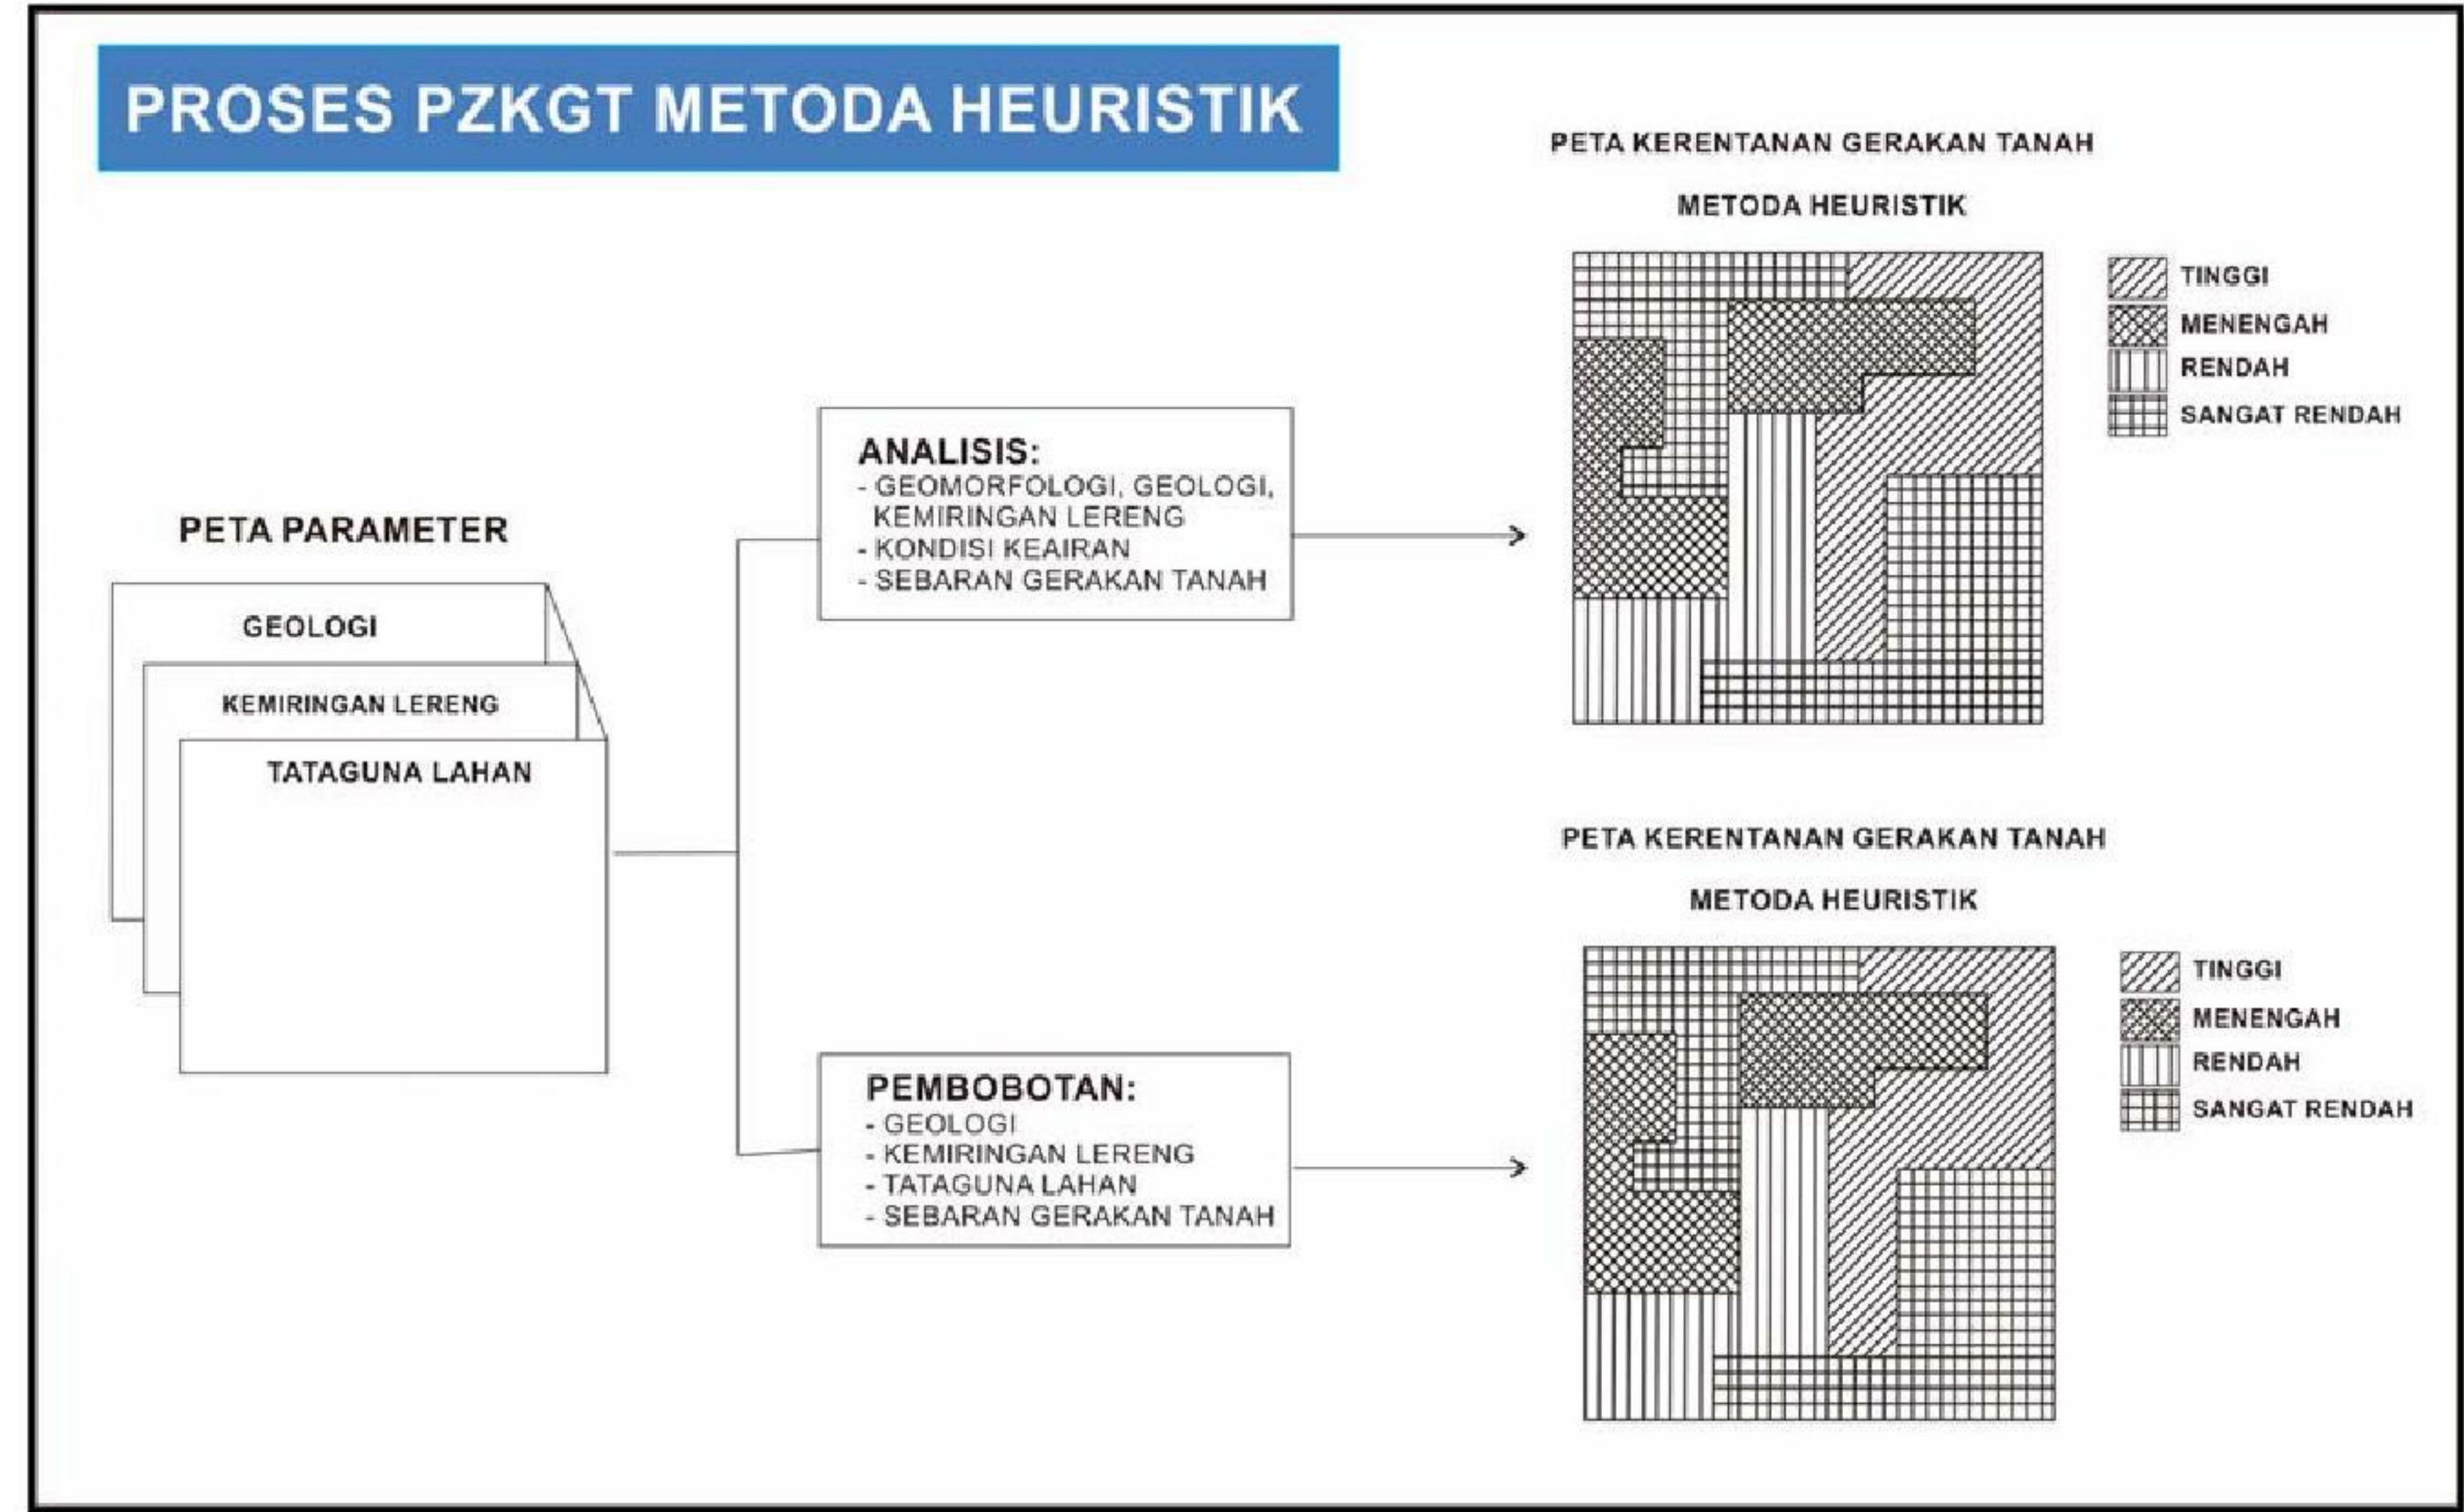 PROSES PZKGT METODA HEURISTIK
PETA PARAMETER
GEOLOGI
KEMIRINGAN LERENG
TATAGUNA LAHAN
ANALISIS:
- GEOMORFOLOGI, GEOLOGI,
KEMIRINGAN LERENG
- KONDISI KEAIRAN
- SEBARAN GERAKAN TANAH
PETA KERENTANAN GERAKAN TANAH
METODA HEURISTIK
TINGGI
MENENGAH
RENDAH
SANGAT RENDAH
PEMBOBOTAN:
- GEOLOGI
- KEMIRINGAN LERENG
- TATAGUNA LAHAN
- SEBARAN GERAKAN TANAH
PETA KERENTANAN GERAKAN TANAH
METODA HEURISTIK
TINGGI
MENENGAH
RENDAH
SANGAT RENDAH